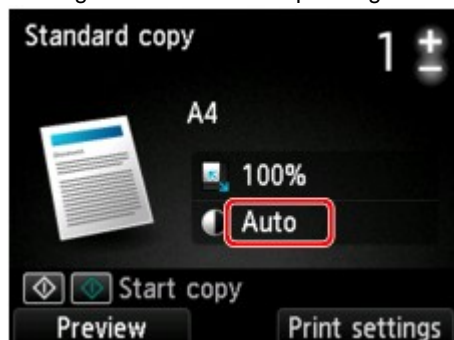 Standard copy
1
A4
100%
Auto
Start copy
Preview
Print settings